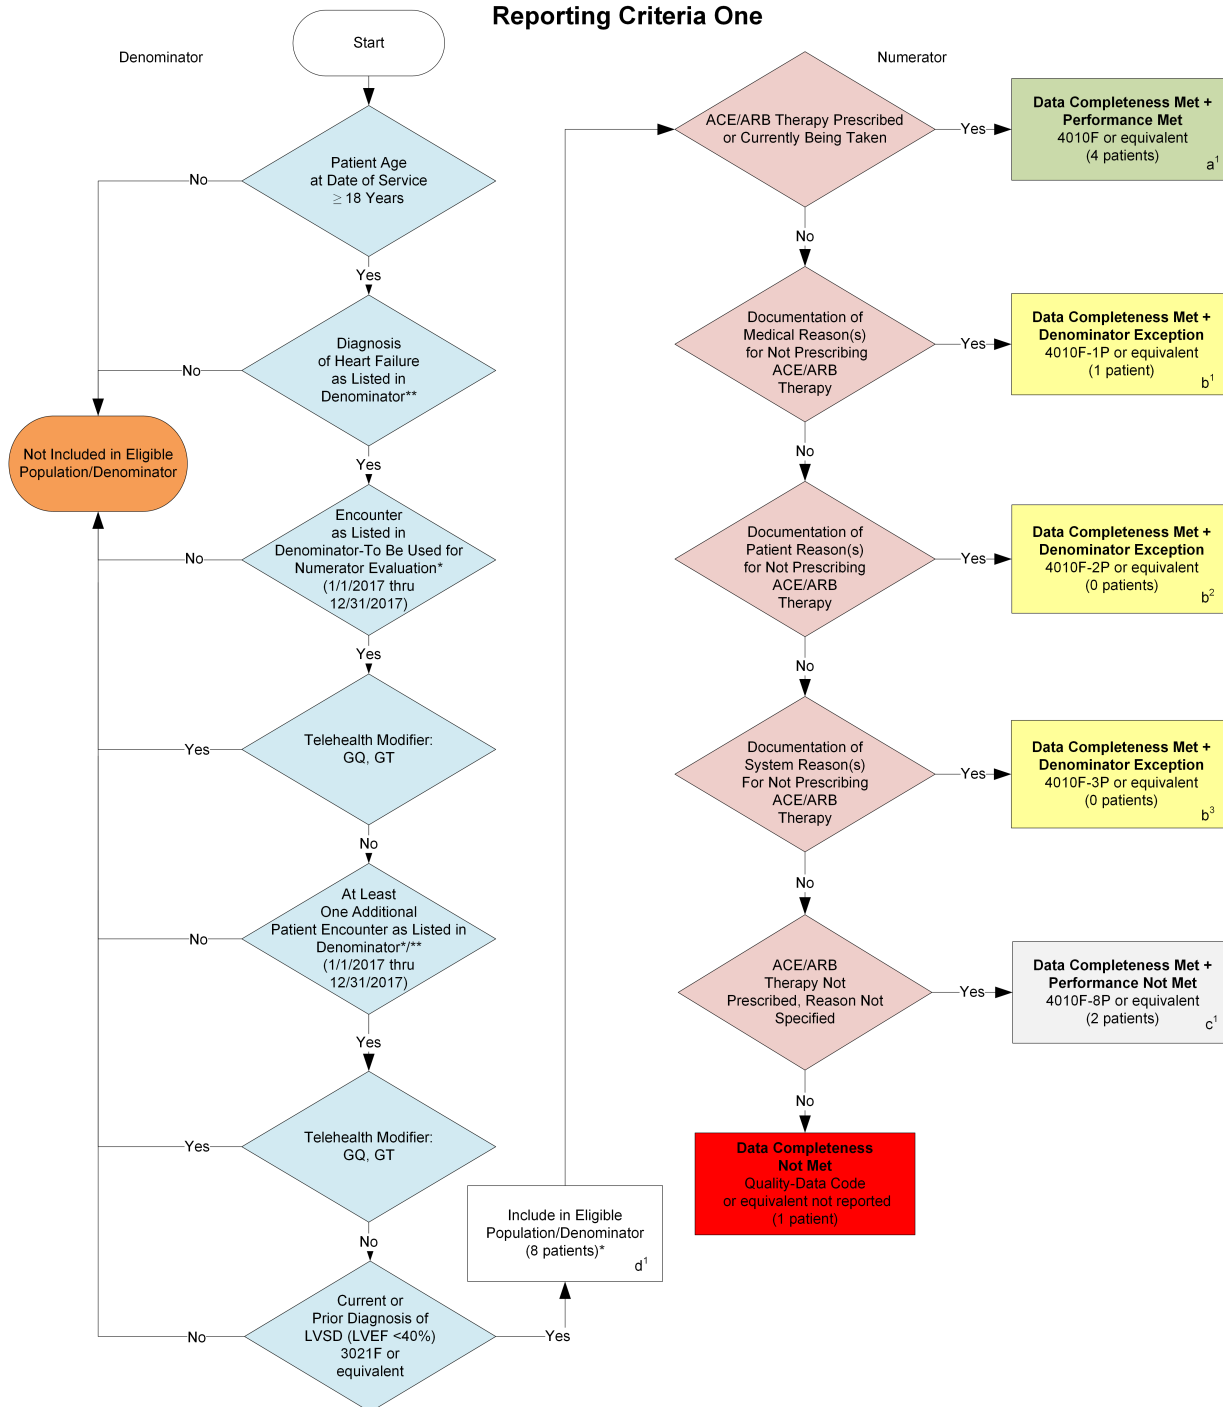 Reporting Criteria One
Denominator
Start
Patient Age
at Date of Service
≥ 18 Years
No
Yes
Diagnosis
of Heart Failure
as Listed in
Denominator**
No
Not Included in Eligible
Population/Denominator
Yes
Encounter
as Listed in
Denominator-To Be Used for
Numerator Evaluation*
(1/1/2017 thru
12/31/2017)
No
Yes
Telehealth Modifier:
GQ, GT
Yes
No
At Least
One Additional
Patient Encounter as Listed in
Denominator*/**
(1/1/2017 thru
12/31/2017)
No
Yes
Telehealth Modifier:
GQ, GT
Yes
No
Current or
Prior Diagnosis of
LVSD (LVEF <40%)
3021F or
equivalent
No
Yes
Include in Eligible
Population/Denominator
(8 patients)*
d1
Numerator
ACE/ARB Therapy Prescribed
or Currently Being Taken
Yes
Data Completeness Met +
Performance Met
4010F or equivalent
(4 patients)
a1
No
Documentation of
Medical Reason(s)
for Not Prescribing
ACE/ARB
Therapy
Yes
Data Completeness Met +
Denominator Exception
4010F-1P or equivalent
(1 patient)
b1
No
Documentation of
Patient Reason(s)
for Not Prescribing
ACE/ARB
Therapy
Yes
Data Completeness Met +
Denominator Exception
4010F-2P or equivalent
(0 patients)
b2
No
Documentation of
System Reason(s)
For Not Prescribing
ACE/ARB
Therapy
Yes
Data Completeness Met +
Denominator Exception
4010F-3P or equivalent
(0 patients)
b3
No
ACE/ARB
Therapy Not
Prescribed, Reason Not
Specified
Yes
Data Completeness Met +
Performance Not Met
4010F-8P or equivalent
(2 patients)
c1
No
Data Completeness
Not Met
Quality-Data Code
or equivalent not reported
(1 patient)